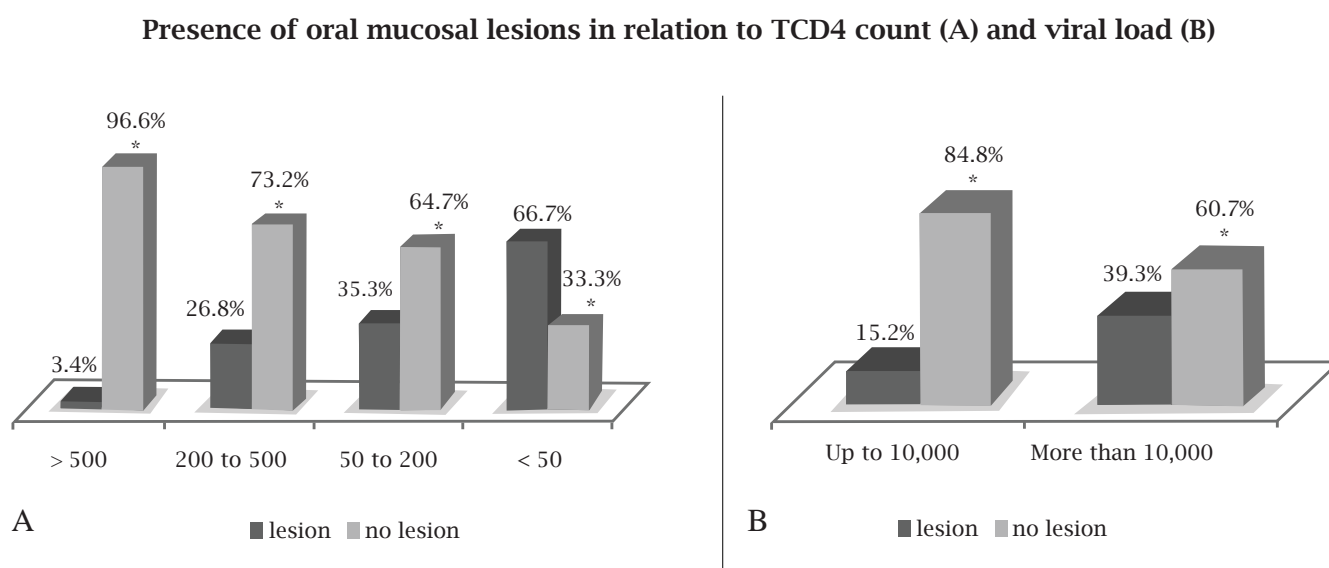 Presence of oral mucosal lesions in relation to TCD4 count (A) and viral load (B)
96.6%
*
3.4%
73.2%
*
26.8%
64.7%
*
35.3%
66.7%
33.3%
*
> 500
200 to 500
50 to 200
< 50
A
lesion no lesion
84.8%
*
15.2%
60.7%
*
39.3%
Up to 10,000
More than 10,000
B
lesion no lesion